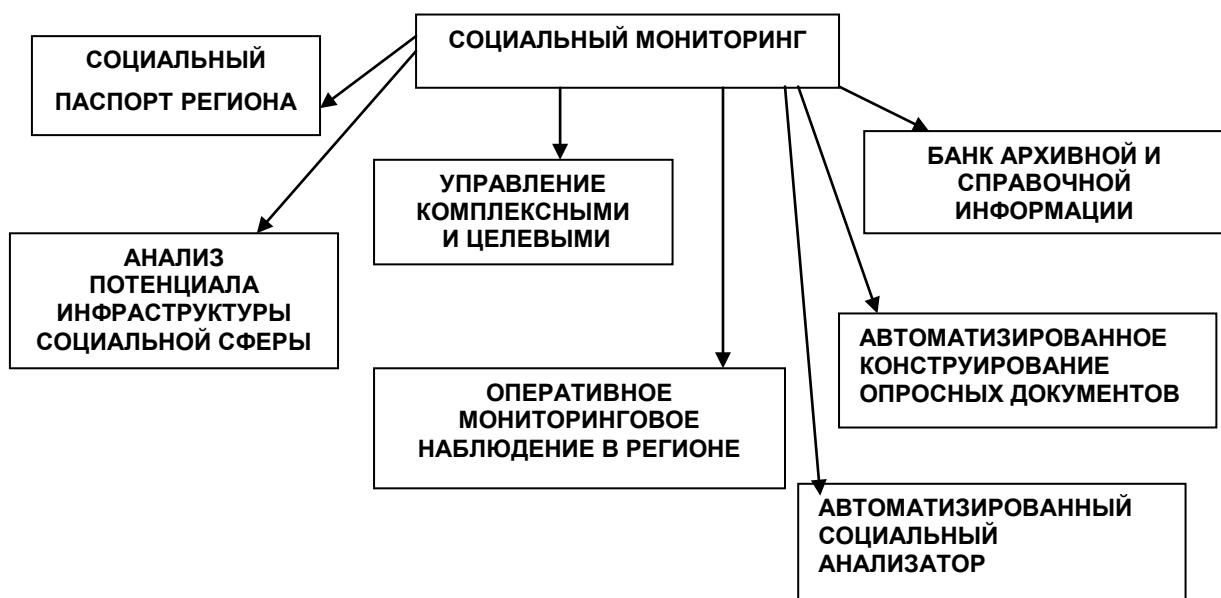 СОЦИАЛЬНЫЙ МОНИТОРИНГ
СОЦИАЛЬНЫЙ
ПАСПОРТ РЕГИОНА
БАНК АРХИВНОЙ И
СПРАВОЧНОЙ
ИНФОРМАЦИИ
УПРАВЛЕНИЕ
КОМПЛЕКСНЫМИ
И ЦЕЛЕВЫМИ
АНАЛИЗ
ПОТЕНЦИАЛА
ИНФРАСТРУКТУРЫ
СОЦИАЛЬНОЙ СФЕРЫ
АВТОМАТИЗИРОВАННОЕ
КОНСТРУИРОВАНИЕ
ОПРОСНЫХ ДОКУМЕНТОВ
ОПЕРАТИВНОЕ
МОНИТОРИНГОВОЕ
НАБЛЮДЕНИЕ В РЕГИОНЕ
АВТОМАТИЗИРОВАННЫЙ
СОЦИАЛЬНЫЙ
АНАЛИЗАТОР